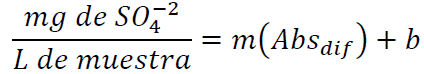 mg de SO₄⁻²
L de muestra = m(Abs_dif) + b